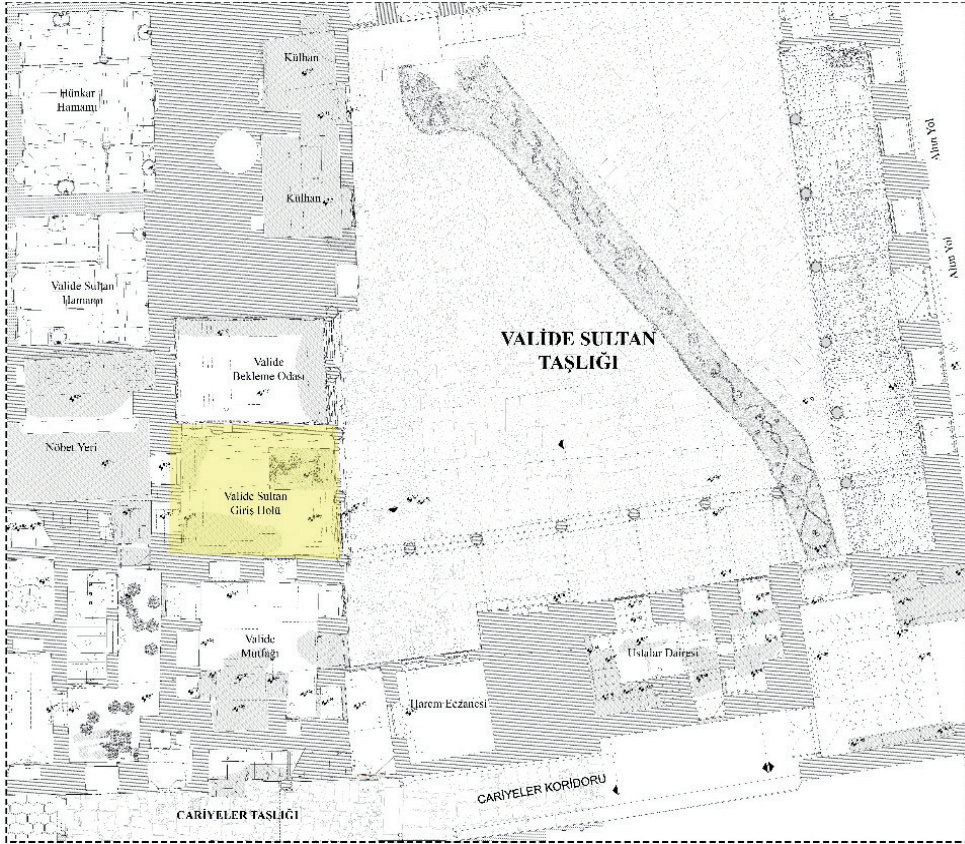 Külhan
Hünkar
Hamamı
Külhan
Altın Yol
Altın Yol
Valide Sultan
Hamamı
VALİDE SULTAN
TAŞLIĞI
Valide
Bekleme Odası
Nöbet Yeri
Valide Sultan
Giriş Holü
Valide
Mutfağı
Ustalar Dairesi
Harem Eczanesi
CARİYELER KORİDORU
CARİYELER TAŞLIĞI